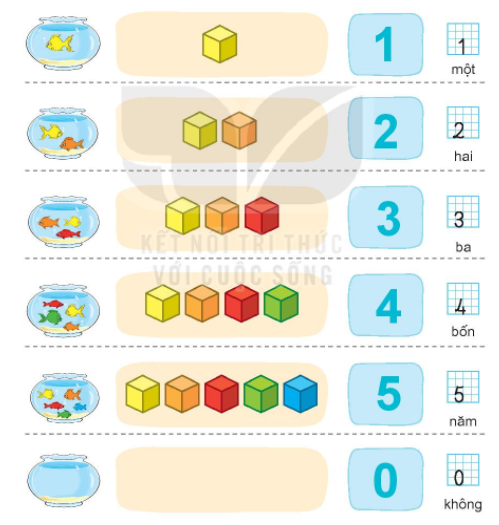 1 1
một
2 2
hai
3 3
ba
KẾT NỐI TRI THỨC
VỚI CUỘC SỐNG
4 4
bốn
5 5
năm
0 0
không